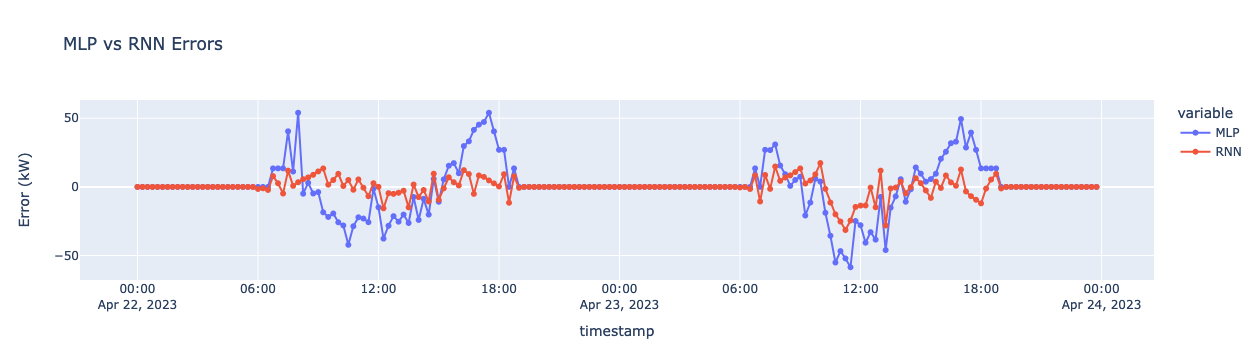 MLP vs RNN Errors
variable
MLP
RNN
Error (kW)
50
0
−50
00:00 06:00 12:00 18:00 00:00 06:00 12:00 18:00 00:00
Apr 22, 2023 Apr 23, 2023 Apr 24, 2023
timestamp